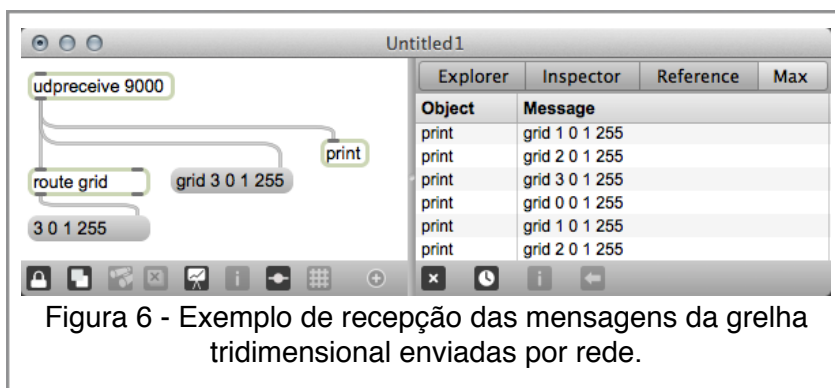 Untitled1
udpreceive 9000
print
route grid
grid 3 0 1 255
3 0 1 255
Explorer Inspector Reference Max
Object Message
print grid 1 0 1 255
print grid 2 0 1 255
print grid 3 0 1 255
print grid 0 0 1 255
print grid 1 0 1 255
print grid 2 0 1 255
Figura 6 - Exemplo de recepção das mensagens da grelha
tridimensional enviadas por rede.